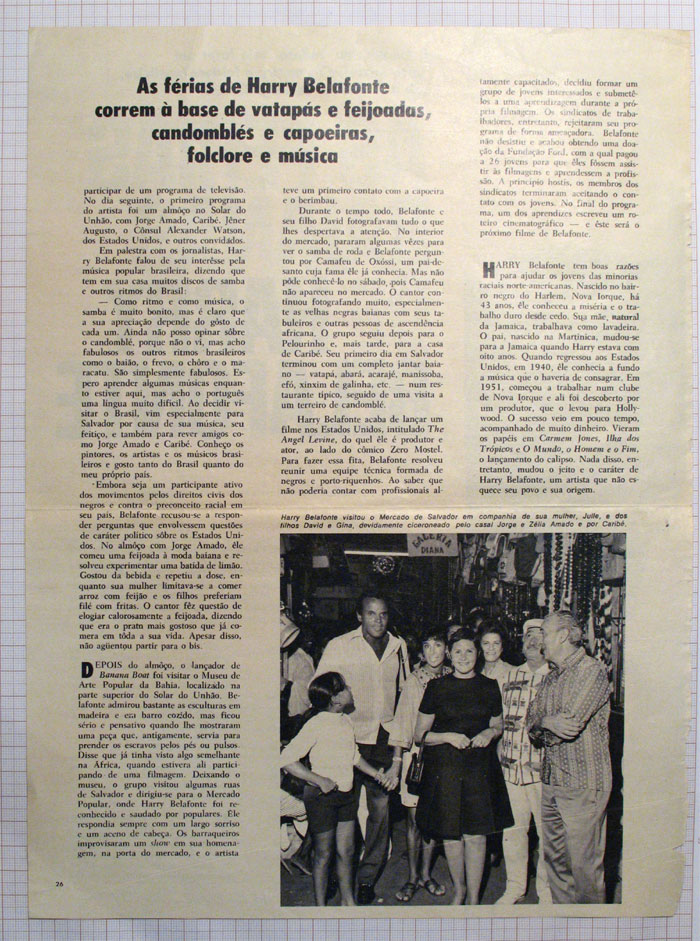 As férias de Harry Belafonte
correm à base de vatapás e feijoadas,
candomblés e capoeiras,
folclore e música
participar de um programa de televisão.
No dia seguinte, o primeiro programa
do artista foi um almôço no Solar do
Unhão, com Jorge Amado, Caribé, Jêner
Augusto, o Cônsul Alexander Watson,
dos Estados Unidos, e outros convidados.
Em palestra com os jornalistas, Har-
ry Belafonte falou de seu interêsse pela
música popular brasileira, dizendo que
tem em sua casa muitos discos de samba
e outros ritmos do Brasil:
— Como ritmo e como música, o
samba é muito bonito, mas é claro que
a sua apreciação depende do gôsto de
cada um. Ainda não posso opinar sôbre
o candomblé, porque não o vi, mas acho
fabulosos os outros ritmos brasileiros
como o baião, o frevo, o chôro e o ma-
racatu. São simplesmente fabulosos. Es-
pero aprender algumas músicas enquan-
to estiver aqui, mas acho o português
uma língua muito difícil. Ao decidir vi-
sitar o Brasil, vim especialmente para
Salvador por causa de sua música, seu
feitiço, e também para rever amigos co-
mo Jorge Amado e Caribé. Conheço os
pintores, os artistas e os músicos brasi-
leiros e gosto tanto do Brasil quanto do
meu próprio país.
Embora seja um participante ativo
dos movimentos pelos direitos civis dos
negros e contra o preconceito racial em
seu país, Belafonte recusou-se a respon-
der perguntas que envolvessem questões
de caráter político sôbre os Estados Uni-
dos. No almôço com Jorge Amado, êle
comeu uma feijoada à moda baiana e re-
solveu experimentar uma batida de limão.
Gostou da bebida e repetiu a dose, en-
quanto sua mulher limitava-se a comer
arroz com feijão e os filhos preferiam
filé com fritas. O cantor fêz questão de
elogiar calorosamente a feijoada, dizendo
que era o prato mais gostoso que já co-
mera em tôda a sua vida. Apesar disso,
não agüentou partir para o bis.
DEPOIS do almôço, o lançador de
Banana Boat foi visitar o Museu de
Arte Popular da Bahia, localizado na
parte superior do Solar do Unhão. Be-
lafonte admirou bastante as esculturas em
madeira e em barro cozido, mas ficou
sério e pensativo quando lhe mostraram
uma peça que, antigamente, servia para
prender os escravos pelos pés ou pulsos.
Disse que já tinha visto algo semelhante
na África, quando estivera ali partici-
pando de uma filmagem. Deixando o
museu, o grupo visitou algumas ruas
de Salvador e dirigiu-se para o Mercado
Popular, onde Harry Belafonte foi re-
conhecido e saudado por populares. Êle
respondia sempre com um largo sorriso
e um aceno de cabeça. Os barraqueiros
improvisaram um show em sua homena-
gem, na porta do mercado, e o artista
teve um primeiro contato com a capoeira
e o berimbau.
Durante o tempo todo, Belafonte e
seu filho David fotografavam tudo o que
lhes despertava a atenção. No interior
do mercado, pararam algumas vêzes para
ver o samba de roda e Belafonte pergun-
tou por Camafeu de Oxóssi, um pai-de-
santo cuja fama êle já conhecia. Mas não
pôde conhecê-lo no sábado, pois Camafeu
não apareceu no mercado. O cantor con-
tinuou fotografando muito, especialmen-
te as velhas negras baianas com seus ta-
buleiros e outras pessoas de ascendência
africana. O grupo seguiu depois para o
Pelourinho e, mais tarde, para a casa
de Caribé. Seu primeiro dia em Salvador
terminou com um completo jantar baia-
no — vatapá, abará, acarajé, manissoba,
efó, xinxim de galinha, etc. — num res-
taurante típico, seguido de uma visita a
um terreiro de candomblé.
Harry Belafonte acaba de lançar um
filme nos Estados Unidos, intitulado The
Angel Levine, do qual êle é produtor e
ator, ao lado do cômico Zero Mostel.
Para fazer essa fita, Belafonte resolveu
reunir uma equipe técnica formada de
negros e porto-riquenhos. Ao saber que
não poderia contar com profissionais al-
tamente capacitados, decidiu formar um
grupo de jovens interessados e submetê-
los a uma aprendizagem durante a pró-
pria filmagem. Os sindicatos de traba-
lhadores, entretanto, rejeitaram seu pro-
grama de forma ameaçadora. Belafonte
não desistiu e acabou obtendo uma doa-
ção da Fundação Ford, com a qual pagou
a 26 jovens para que êles fôssem assis-
tir às filmagens e aprendessem a profis-
são. A princípio hostis, os membros dos
sindicatos terminaram aceitando o con-
tato com os jovens. No final do progra-
ma, um dos aprendizes escreveu um ro-
teiro cinematográfico — e êste será o
próximo filme de Belafonte.
HARRY Belafonte tem boas razões
para ajudar os jovens das minorias
raciais norte-americanas. Nascido no bair-
ro negro do Harlem, Nova Iorque, há
43 anos, êle conheceu a miséria e o tra-
balho duro desde cedo. Sua mãe, natural
da Jamaica, trabalhava como lavadeira.
O pai, nascido na Martinica, mudou-se
para a Jamaica quando Harry estava com
oito anos. Quando regressou aos Estados
Unidos, em 1940, êle conhecia a fundo
a música que o haveria de consagrar. Em
1951, começou a trabalhar num clube
de Nova Iorque e ali foi descoberto por
um produtor, que o levou para Holly-
wood. O sucesso veio em pouco tempo,
acompanhado de muito dinheiro. Vieram
os papéis em Carmem Jones, Ilha dos
Trópicos e O Mundo, o Homem e o Fim,
o lançamento do calipso. Nada disso, en-
tretanto, mudou o jeito e o caráter de
Harry Belafonte, um artista que não es-
quece seu povo e sua origem.
Harry Belafonte visitou o Mercado de Salvador em companhia de sua mulher, Julie, e dos
filhos David e Gina, devidamente ciceroneado pelo casal Jorge e Zélia Amado e por Caribé.
GALERIA
DIANA
26